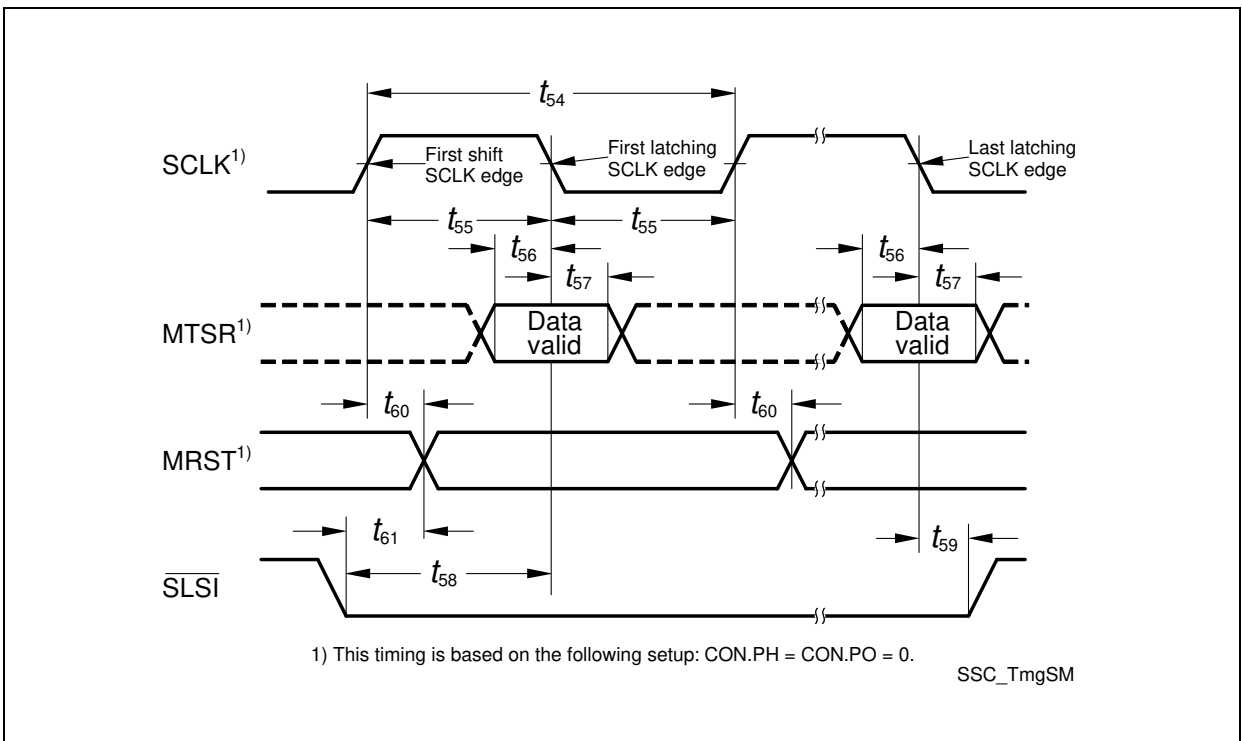 t54
SCLK1)
First shift
SCLK edge
First latching
SCLK edge
Last latching
SCLK edge
t55
t55
t56
t56
t57
t57
MTSR1)
Data
valid
Data
valid
t60
t60
MRST1)
t61
t59
t58
SLSI
1) This timing is based on the following setup: CON.PH = CON.PO = 0.
SSC_TmgSM